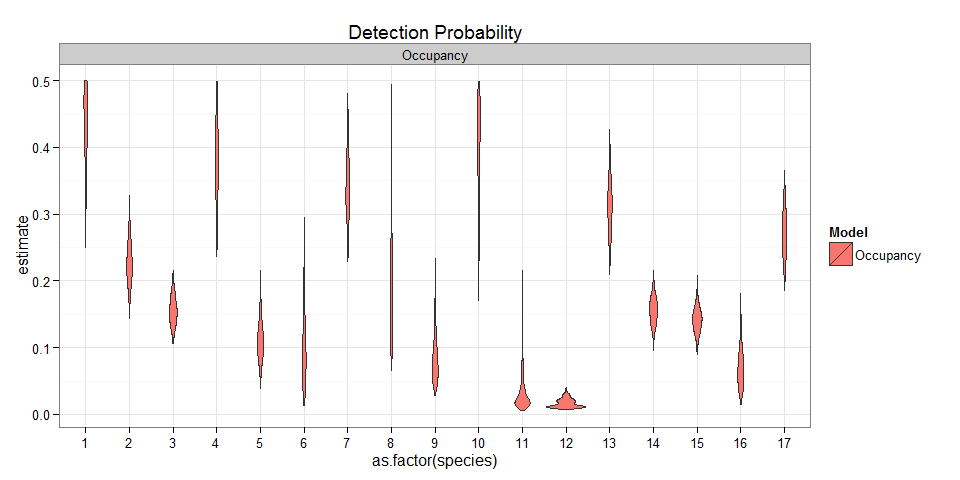 Detection Probability
Occupancy
0.5
0.4
0.3
0.2
0.1
0.0
estimate
1 2 3 4 5 6 7 8 9 10 11 12 13 14 15 16 17
as.factor(species)
Model
Occupancy